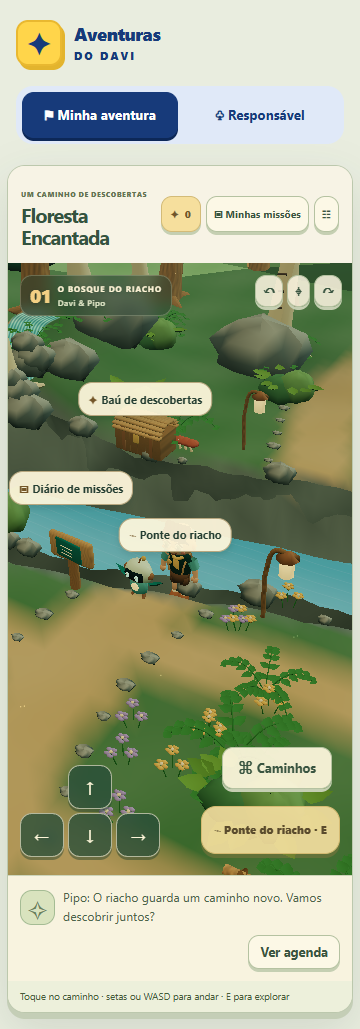 Aventuras
DO DAVI
Minha aventura
Responsável
UM CAMINHO DE DESCOBERTAS
Floresta
Encantada
0
Minhas missões
01
O BOSQUE DO RIACHO
Davi & Pipo
Baú de descobertas
Diário de missões
Ponte do riacho
Caminhos
Ponte do riacho · E
Pipo: O riacho guarda um caminho novo. Vamos
descobrir juntos?
Ver agenda
Toque no caminho · setas ou WASD para andar · E para explorar